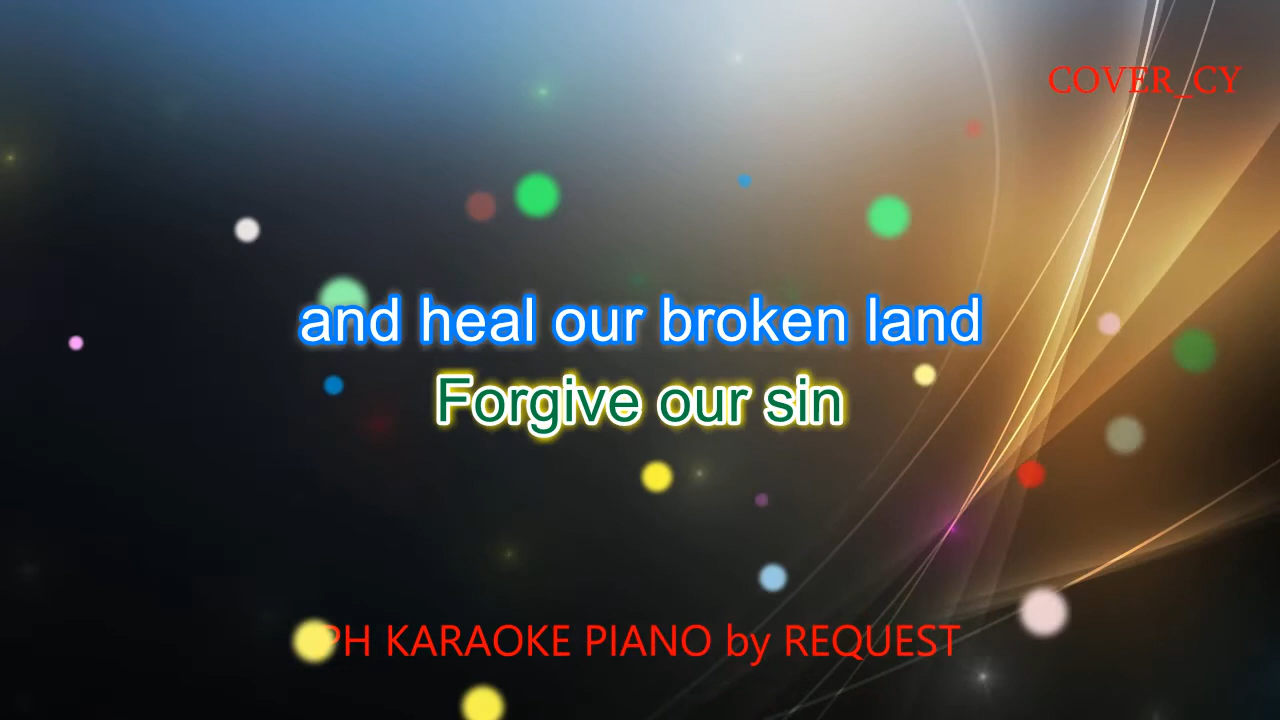 COVER_CY
and heal our broken land
Forgive our sin
PH KARAOKE PIANO by REQUEST